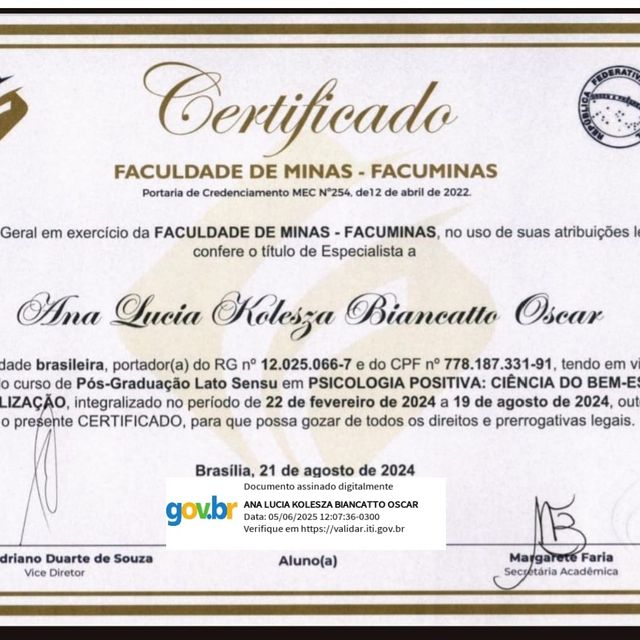 Certificado
REPÚBLICA FEDERATIVA
FACULDADE DE MINAS - FACUMINAS
Portaria de Credenciamento MEC Nº254, de12 de abril de 2022.
Geral em exercício da FACULDADE DE MINAS - FACUMINAS, no uso de suas atribuições le
confere o título de Especialista a
Ana Lucia Kolesza Biancatto Oscar
dade brasileira, portador(a) do RG nº 12.025.066-7 e do CPF nº 778.187.331-91, tendo em vi
o curso de Pós-Graduação Lato Sensu em PSICOLOGIA POSITIVA: CIÊNCIA DO BEM-ES
LIZAÇÃO, integralizado no período de 22 de fevereiro de 2024 a 19 de agosto de 2024, out
o presente CERTIFICADO, para que possa gozar de todos os direitos e prerrogativas legais.
Brasília, 21 de agosto de 2024
Documento assinado digitalmente
gov.br
ANA LUCIA KOLESZA BIANCATTO OSCAR
Data: 05/06/2025 12:07:36-0300
Verifique em https://validar.iti.gov.br
driano Duarte de Souza
Vice Diretor
Aluno(a)
Margarete Faria
Secretária Acadêmica